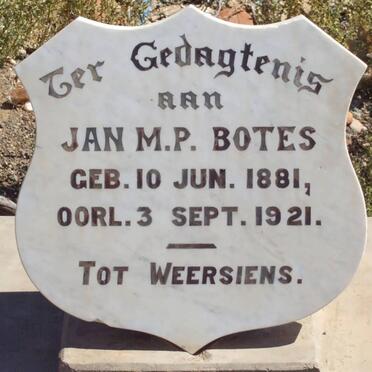 Ter Gedagtenis
aan
JAN M.P. BOTES
GEB. 10 JUN. 1881,
OORL. 3 SEPT. 1921.
TOT WEERSIENS.